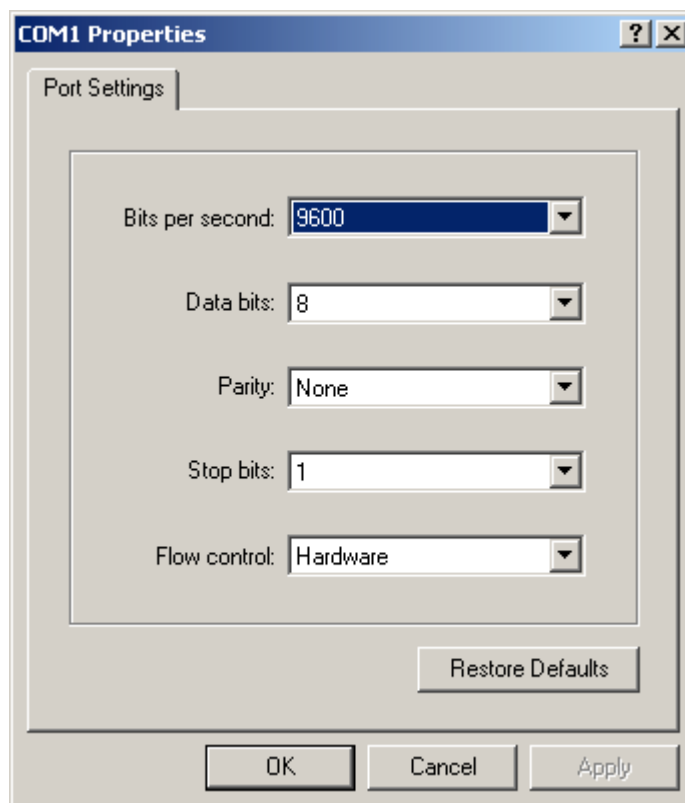 COM1 Properties
Port Settings
Bits per second: 9600
Data bits: 8
Parity: None
Stop bits: 1
Flow control: Hardware
Restore Defaults
OK Cancel Apply